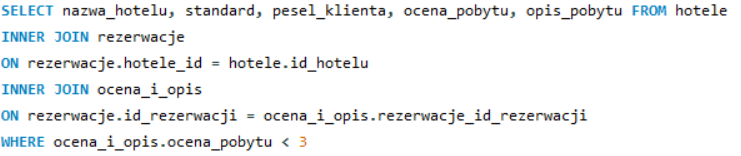 SELECT nazwa_hotelu, standard, pesel_klienta, ocena_pobytu, opis_pobytu FROM hotele
INNER JOIN rezerwacje
ON rezerwacje.hotele_id = hotele.id_hotelu
INNER JOIN ocena_i_opis
ON rezerwacje.id_rezerwacji = ocena_i_opis.rezerwacje_id_rezerwacji
WHERE ocena_i_opis.ocena_pobytu < 3